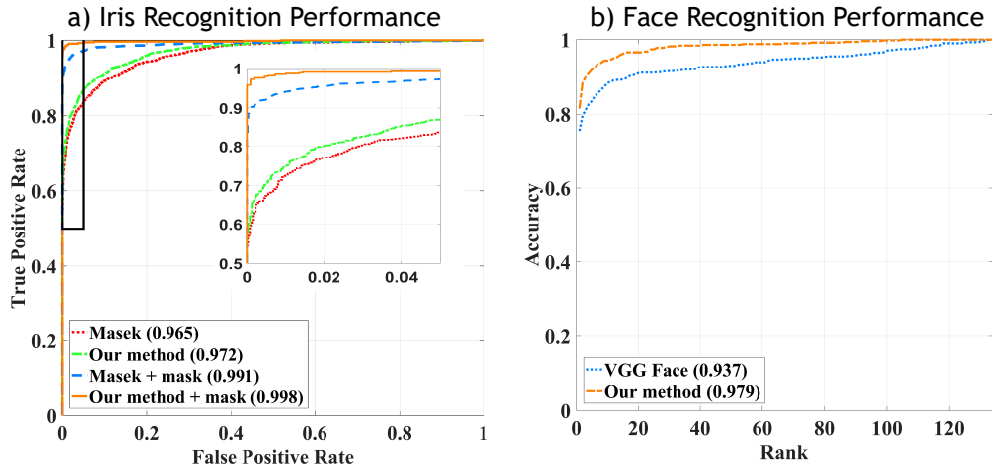 a) Iris Recognition Performance
1
0.8
0.6
0.4
0.2
0
True Positive Rate
1
0.9
0.8
0.7
0.6
0.5
0 0.02 0.04
Masek (0.965)
Our method (0.972)
Masek + mask (0.991)
Our method + mask (0.998)
0 0.2 0.4 0.6 0.8 1
False Positive Rate
b) Face Recognition Performance
1
0.8
0.6
0.4
0.2
0
Accuracy
VGG Face (0.937)
Our method (0.979)
0 20 40 60 80 100 120
Rank